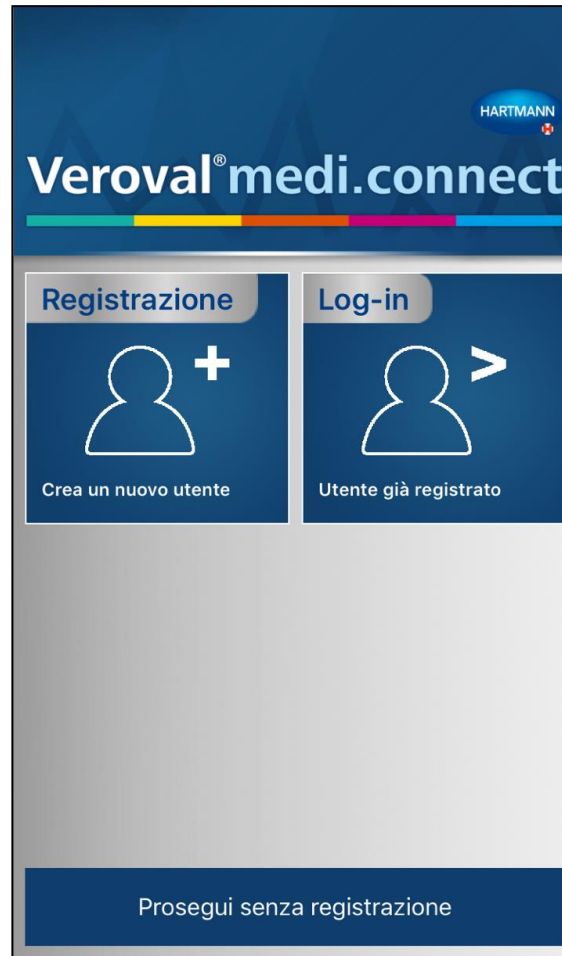 HARTMANN
Veroval® medi.connect
Registrazione
Log-in
+
>
Crea un nuovo utente
Utente già registrato
Prosegui senza registrazione